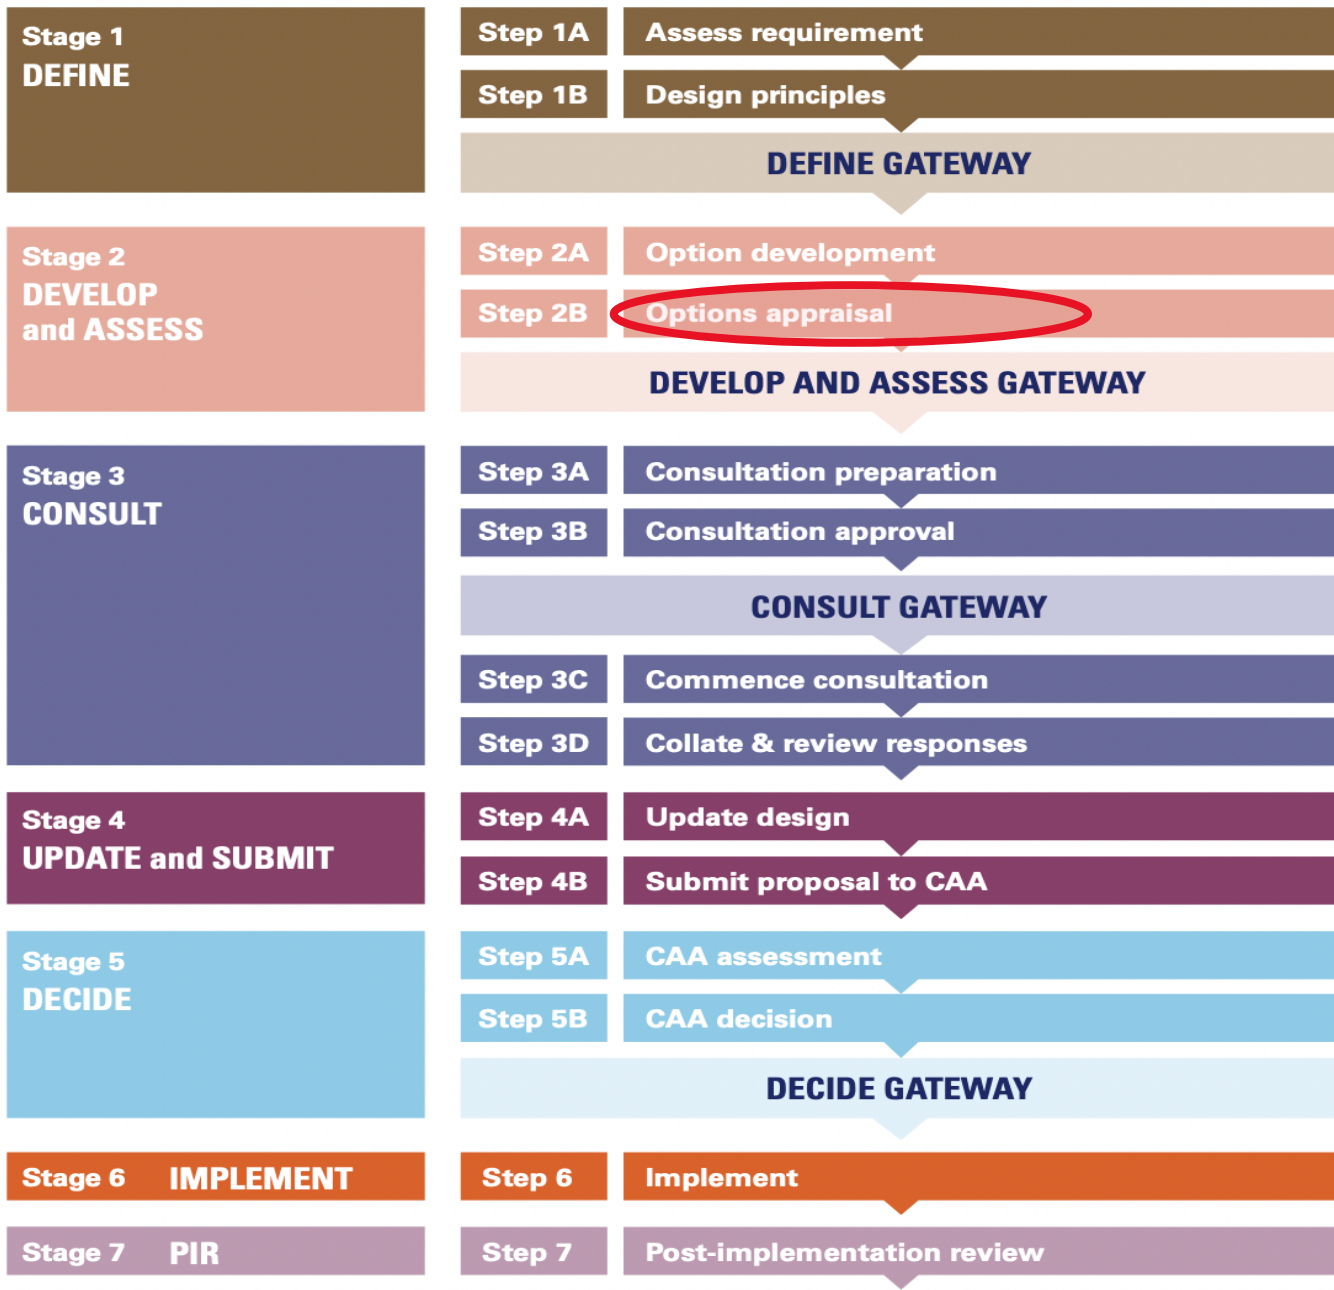 Stage 1
DEFINE
Step 1A Assess requirement
Step 1B Design principles
DEFINE GATEWAY
Stage 2
DEVELOP
and ASSESS
Step 2A Option development
Step 2B Options appraisal
DEVELOP AND ASSESS GATEWAY
Stage 3
CONSULT
Step 3A Consultation preparation
Step 3B Consultation approval
CONSULT GATEWAY
Step 3C Commence consultation
Step 3D Collate & review responses
Stage 4
UPDATE and SUBMIT
Step 4A Update design
Step 4B Submit proposal to CAA
Stage 5
DECIDE
Step 5A CAA assessment
Step 5B CAA decision
DECIDE GATEWAY
Stage 6 IMPLEMENT
Step 6 Implement
Stage 7 PIR
Step 7 Post-implementation review